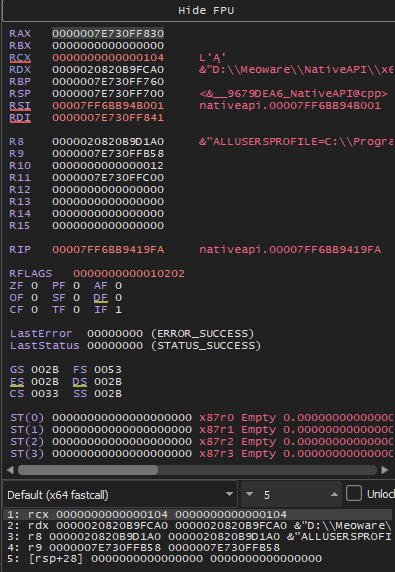 Hide FPU
RAX 0000007E730FF830
RBX 0000000000000000
RCX 0000000000000104 L'Ą'
RDX 0000020820B9FCA0 &"D:\\Meoware\\NativeAPI\\x6
RBP 0000007E730FF760
RSP 0000007E730FF700 <&__9679DEA6_NativeAPI@cpp>
RSI 00007FF6BB94B001 nativeapi.00007FF6BB94B001
RDI 0000007E730FF841
R8 0000020820B9D1A0 &"ALLUSERSPROFILE=C:\\Progra
R9 0000007E730FFB58
R10 0000000000000012
R11 0000007E730FFC00
R12 0000000000000000
R13 0000000000000000
R14 0000000000000000
R15 0000000000000000
RIP 00007FF6BB9419FA nativeapi.00007FF6BB9419FA
RFLAGS 0000000000010202
ZF 0 PF 0 AF 0
OF 0 SF 0 DF 0
CF 0 TF 0 IF 1
LastError 00000000 (ERROR_SUCCESS)
LastStatus 00000000 (STATUS_SUCCESS)
GS 002B FS 0053
ES 002B DS 002B
CS 0033 SS 002B
ST(0) 00000000000000000000 x87r0 Empty 0.000000000000
ST(1) 00000000000000000000 x87r1 Empty 0.000000000000
ST(2) 00000000000000000000 x87r2 Empty 0.000000000000
ST(3) 00000000000000000000 x87r3 Empty 0.000000000000
Default (x64 fastcall) 5 Unloc
1: rcx 0000000000000104 0000000000000104
2: rdx 0000020820B9FCA0 0000020820B9FCA0 &"D:\\Meoware\
3: r8 0000020820B9D1A0 0000020820B9D1A0 &"ALLUSERSPROFI
4: r9 0000007E730FFB58 0000007E730FFB58
5: [rsp+28] 0000000000000000 0000000000000000